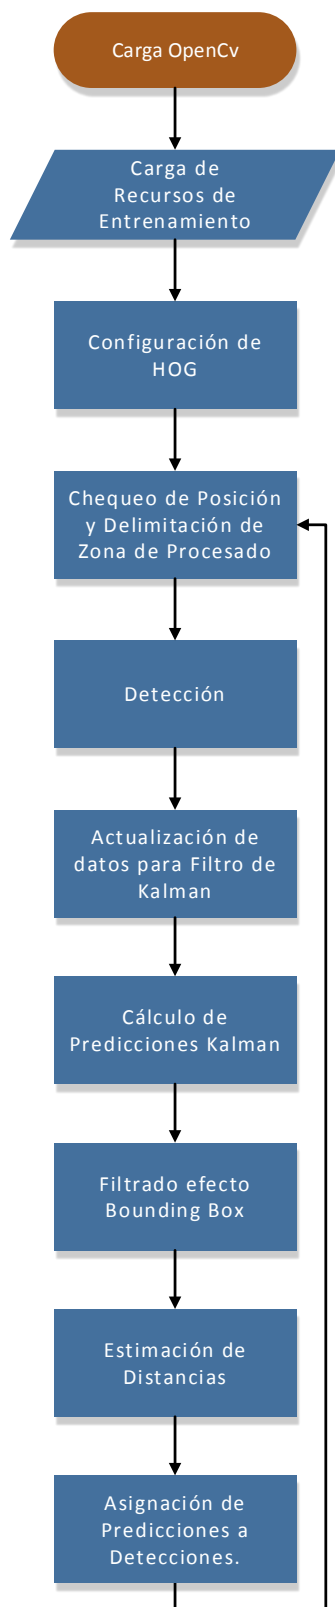 Carga OpenCv
Carga de
Recursos de
Entrenamiento
Configuración de
HOG
Chequeo de Posición
y Delimitación de
Zona de Procesado
Detección
Actualización de
datos para Filtro de
Kalman
Cálculo de
Predicciones Kalman
Filtrado efecto
Bounding Box
Estimación de
Distancias
Asignación de
Predicciones a
Detecciones.